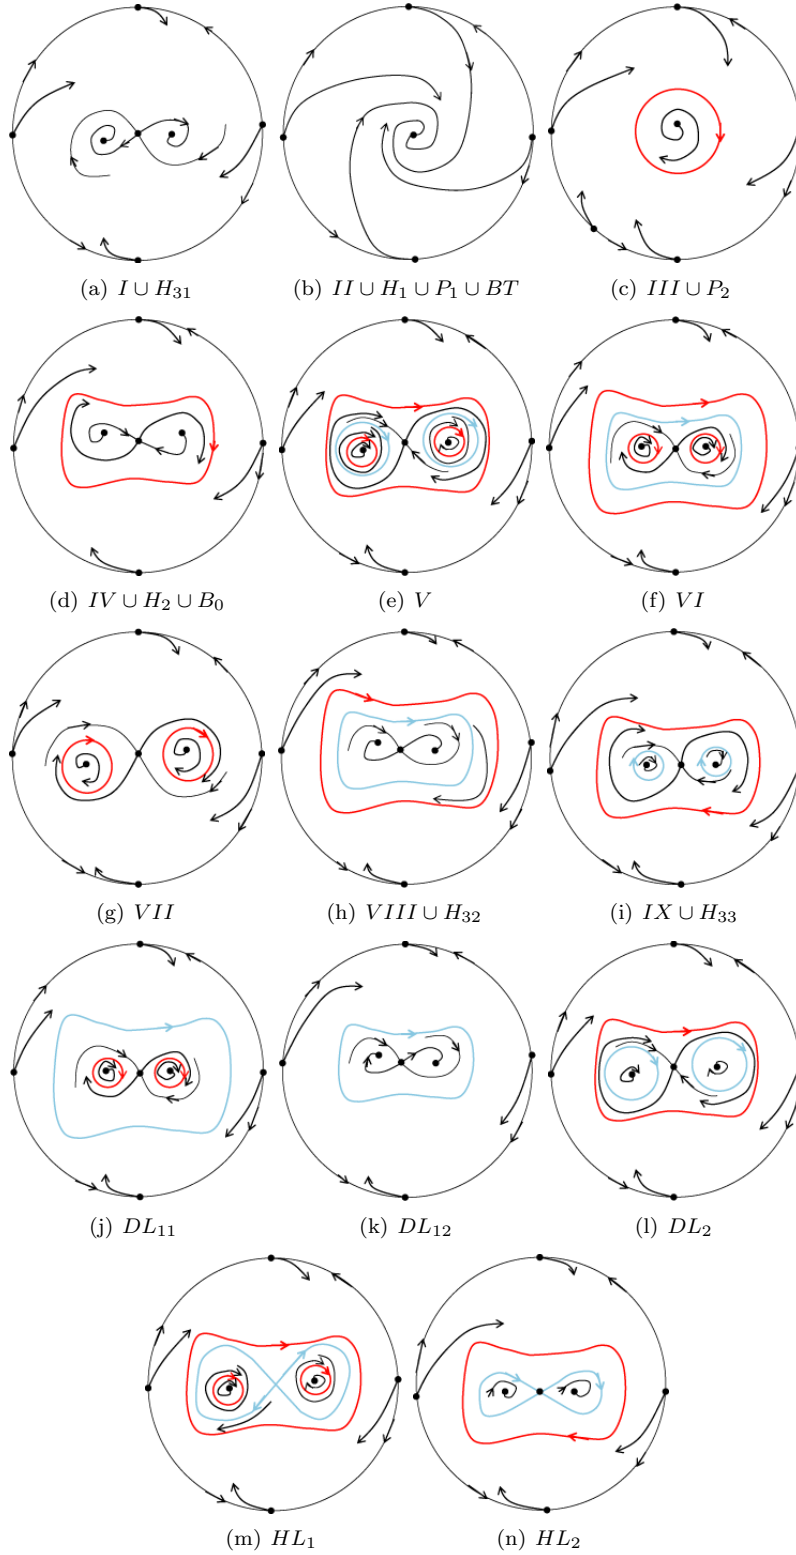 (a) I ∪ H₃₁
(b) II ∪ H₁ ∪ P₁ ∪ BT
(c) III ∪ P₂
(d) IV ∪ H₂ ∪ B₀
(e) V
(f) VI
(g) VII
(h) VIII ∪ H₃₂
(i) IX ∪ H₃₃
(j) DL₁₁
(k) DL₁₂
(l) DL₂
(m) HL₁
(n) HL₂